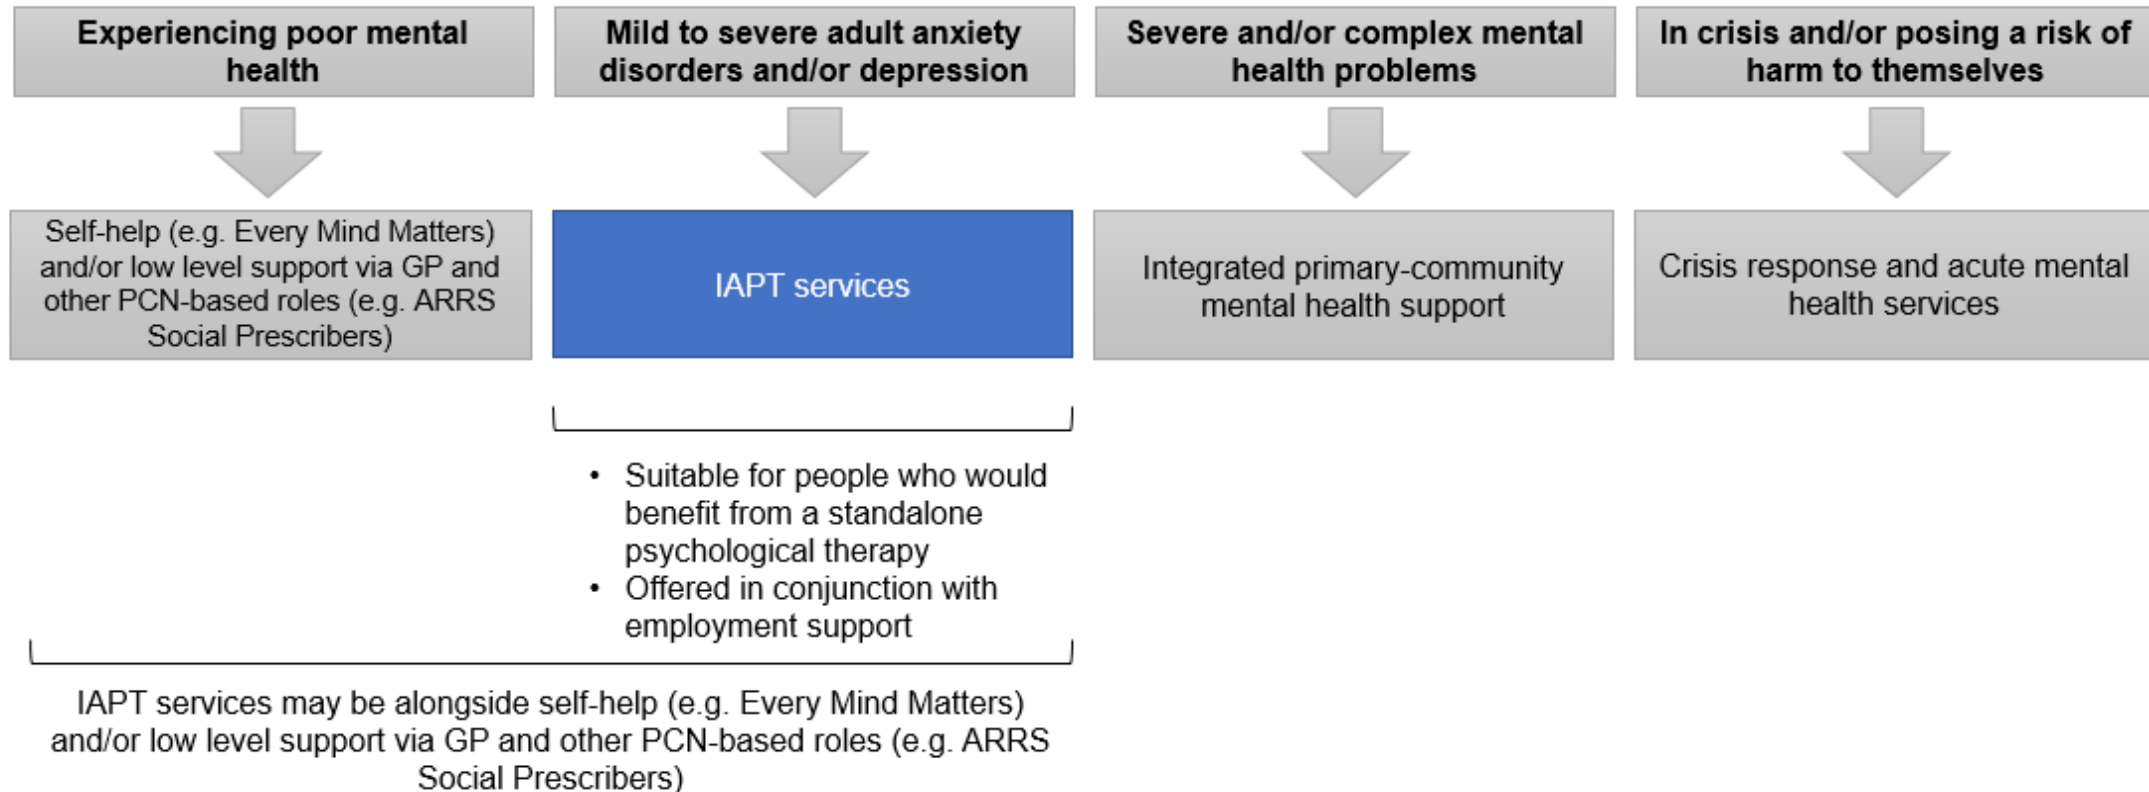 Experiencing poor mental
health
Mild to severe adult anxiety
disorders and/or depression
Severe and/or complex mental
health problems
In crisis and/or posing a risk of
harm to themselves
Self-help (e.g. Every Mind Matters)
and/or low level support via GP and
other PCN-based roles (e.g. ARRS
Social Prescribers)
IAPT services
Integrated primary-community
mental health support
Crisis response and acute mental
health services
• Suitable for people who would
benefit from a standalone
psychological therapy
• Offered in conjunction with
employment support
IAPT services may be alongside self-help (e.g. Every Mind Matters)
and/or low level support via GP and other PCN-based roles (e.g. ARRS
Social Prescribers)